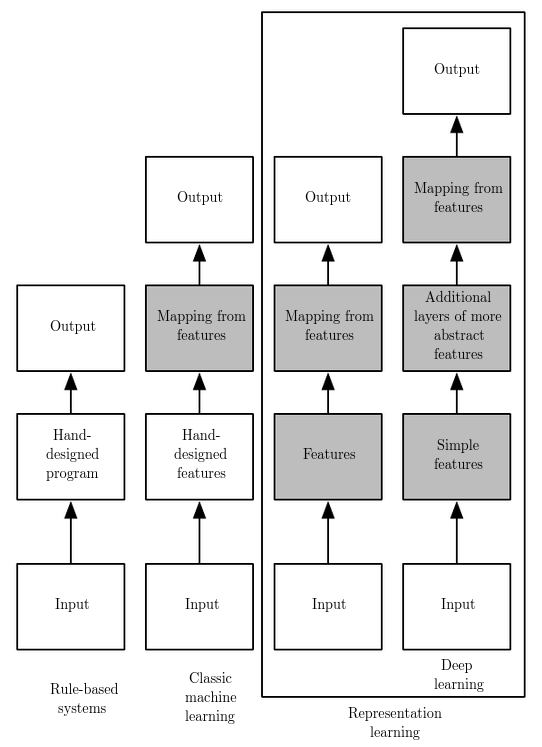 Output
Hand-
designed
program
Input
Rule-based
systems
Output
Mapping from
features
Hand-
designed
features
Input
Classic
machine
learning
Output
Mapping from
features
Features
Input
Output
Mapping from
features
Additional
layers of more
abstract
features
Simple
features
Input
Deep
learning
Representation
learning